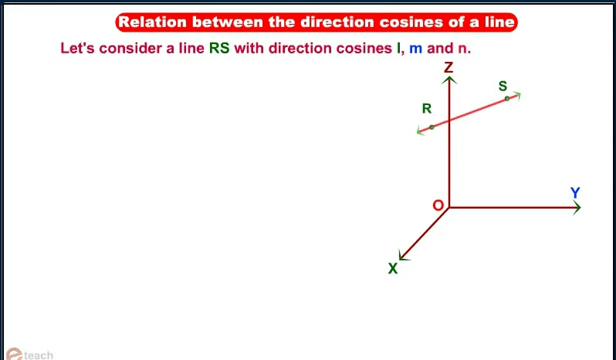 Relation between the direction cosines of a line
Let's consider a line RS with direction cosines l, m and n.
Z
S
R
Y
O
X
e teach